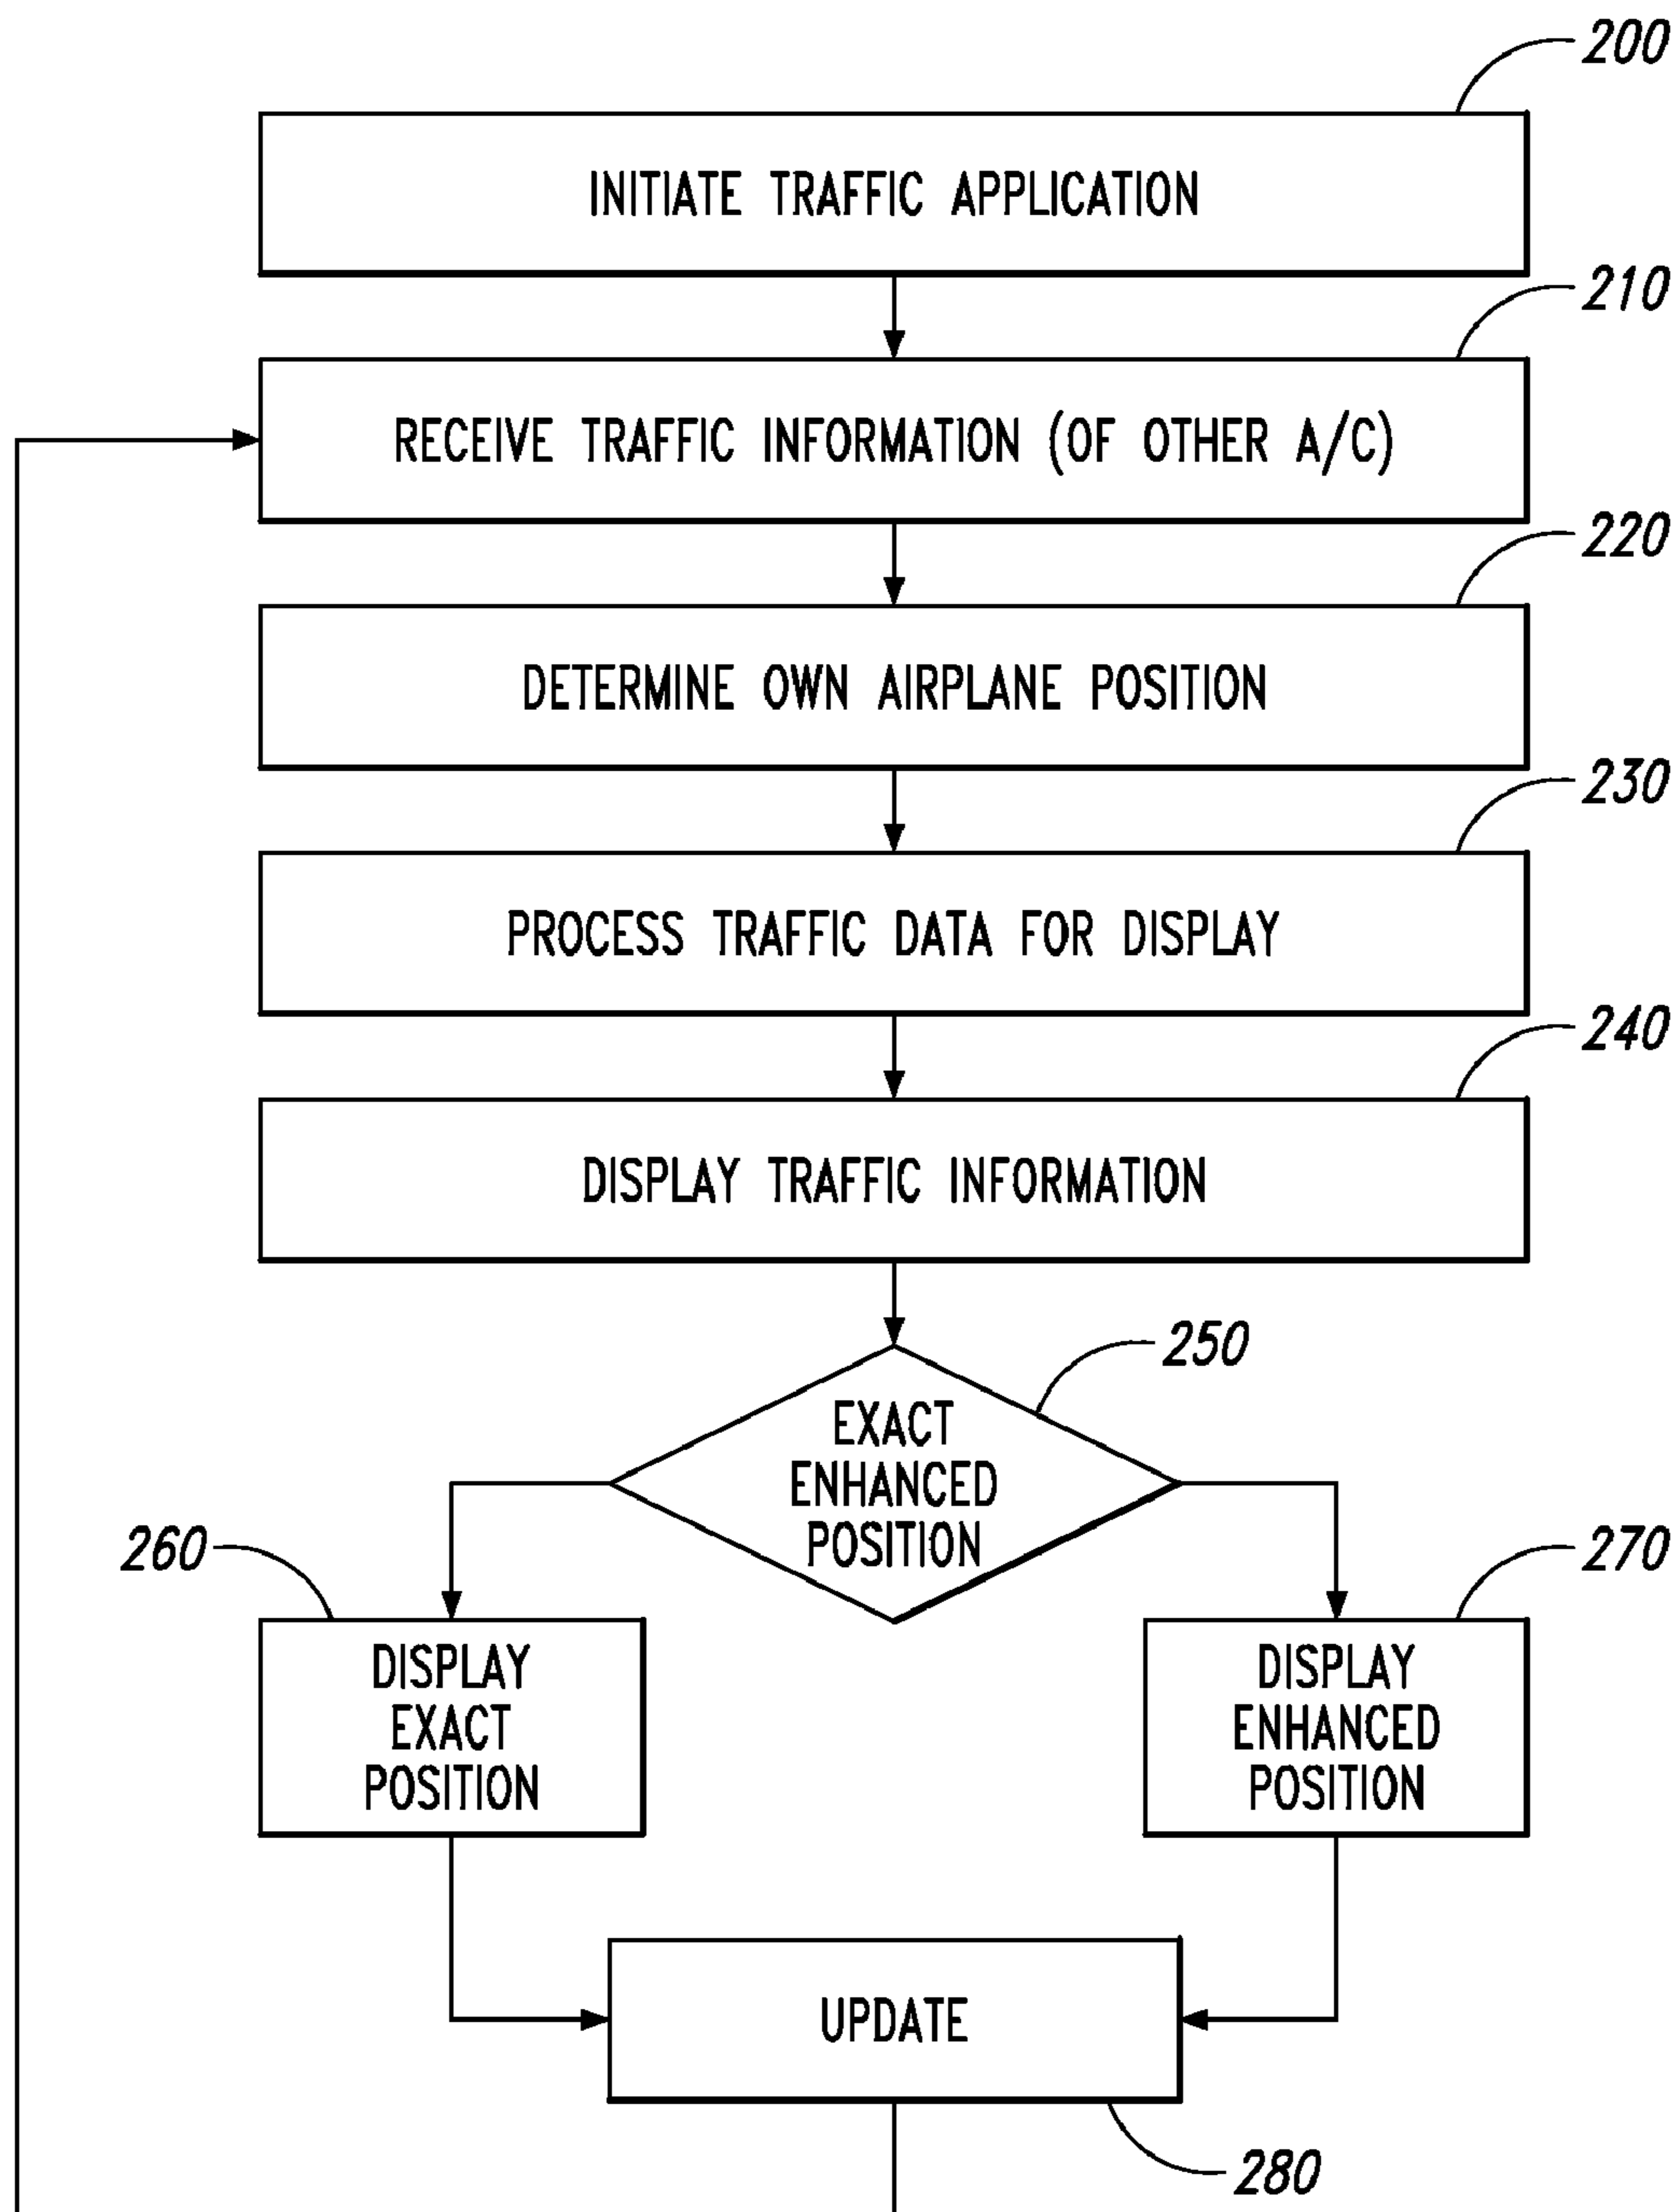 200
INITIATE TRAFFIC APPLICATION
210
RECEIVE TRAFFIC INFORMATION (OF OTHER A/C)
220
DETERMINE OWN AIRPLANE POSITION
230
PROCESS TRAFFIC DATA FOR DISPLAY
240
DISPLAY TRAFFIC INFORMATION
250
EXACT
ENHANCED
POSITION
260
DISPLAY
EXACT
POSITION
270
DISPLAY
ENHANCED
POSITION
UPDATE
280